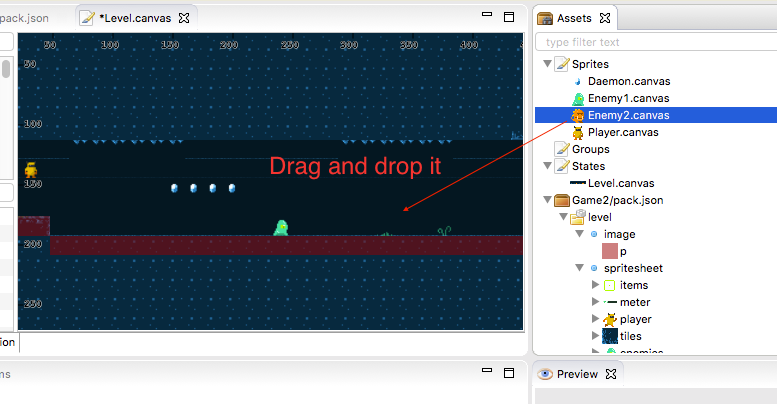 pack.json
*Level.canvas
50
100
150
200
250
300
350
400
50
100
150
200
250
Drag and drop it
ion
ms
Assets
type filter text
Sprites
Daemon.canvas
Enemy1.canvas
Enemy2.canvas
Player.canvas
Groups
States
Level.canvas
Game2/pack.json
level
image
p
spritesheet
items
meter
player
tiles
enemies
Preview